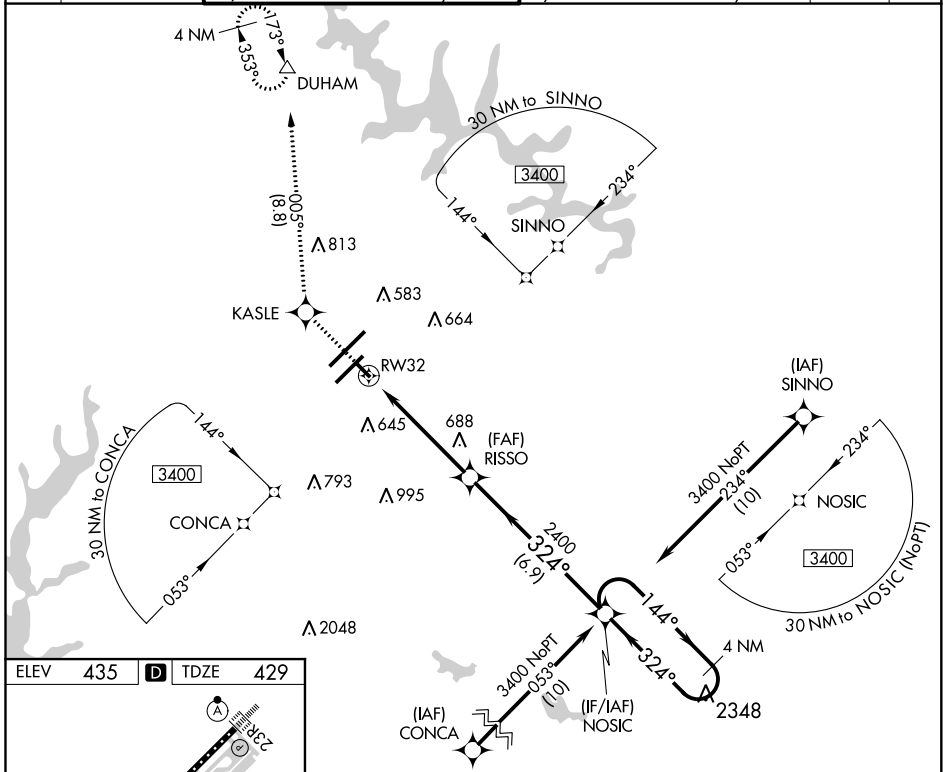 4 NM
173°
353°
DUHAM
30 NM to SINNO
3400
234°
144°
SINNO
005°
(8.8)
813
583
KASLE
664
RW32
(IAF)
SINNO
645
688
(FAF)
RISSO
30 NM to CONCA
144°
3400
793
995
CONCA
053°
3400 NoPT
234°
(10)
234°
NOSIC
053°
3400
30 NM to NOSIC (NoPT)
2400
324°
(6.9)
2048
144°
4 NM
324°
2348
3400 NoPT
053°
(10)
(IF/IAF)
NOSIC
(IAF)
CONCA
ELEV 435 D TDZE 429
A
23R
P